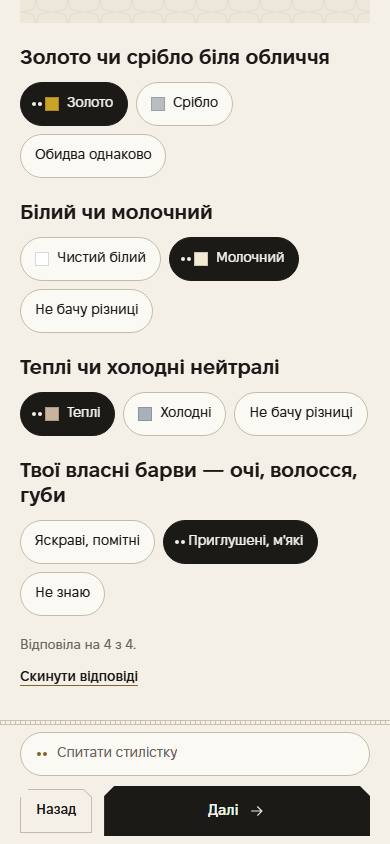 Золото чи срібло біля обличчя
Золото
Срібло
Обидва однаково
Білий чи молочний
Чистий білий
Молочний
Не бачу різниці
Теплі чи холодні нейтралі
Теплі
Холодні
Не бачу різниці
Твої власні барви — очі, волосся,
губи
Яскраві, помітні
Приглушені, м'які
Не знаю
Відповіла на 4 з 4.
Скинути відповіді
Спитати стилістку
Назад
Далі →